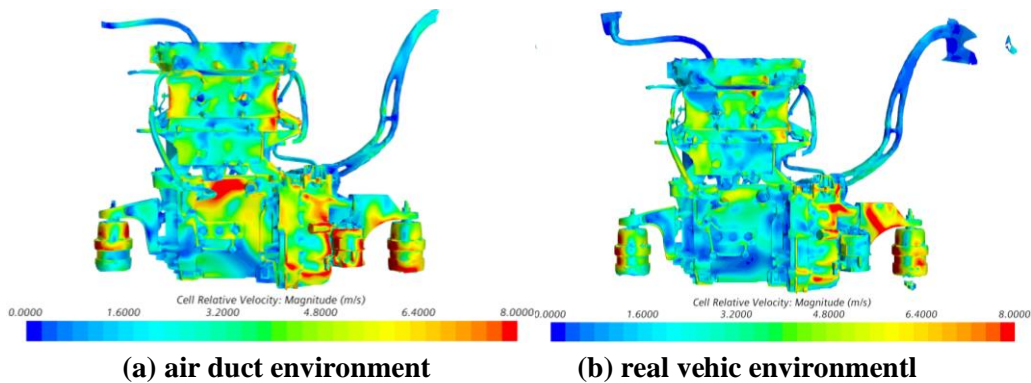 Cell Relative Velocity: Magnitude (m/s)
0.0000 1.6000 3.2000 4.8000 6.4000 8.0000
(a) air duct environment
Cell Relative Velocity: Magnitude (m/s)
0.0000 1.6000 3.2000 4.8000 6.4000 8.0000
(b) real vehic environmentl